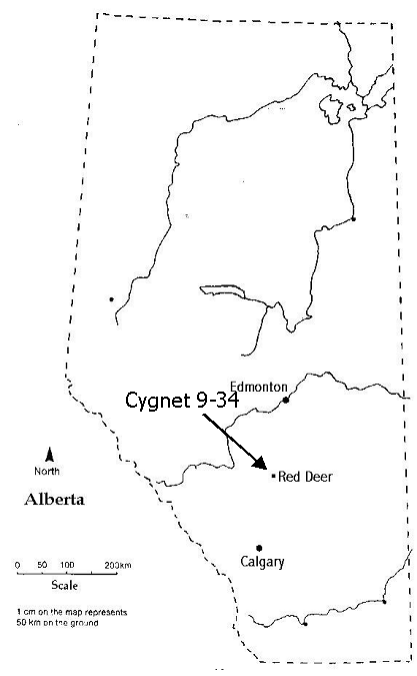 Edmonton
Cygnet 9-34
North
Red Deer
Alberta
Calgary
0 50 100 200km
Scale
1 cm on the map represents
50 km on the ground